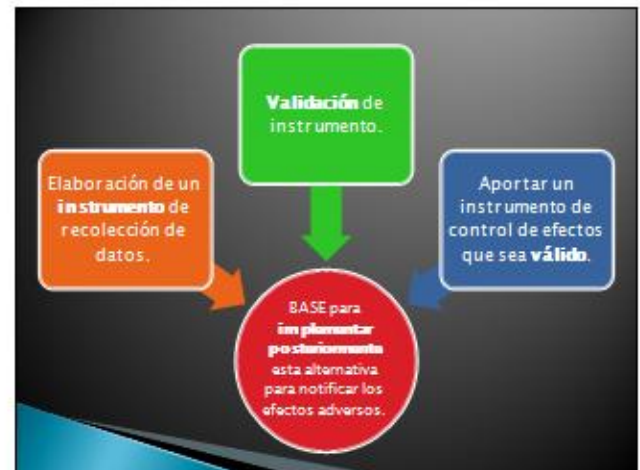 Validación de
instrumento.
Elaboración de un
instrumento de
recolección de
datos.
Aportar un
instrumento de
control de efectos
que sea válido.
BASE para
implementar
posteriormente
esta alternativa
para notificar los
efectos adversos.